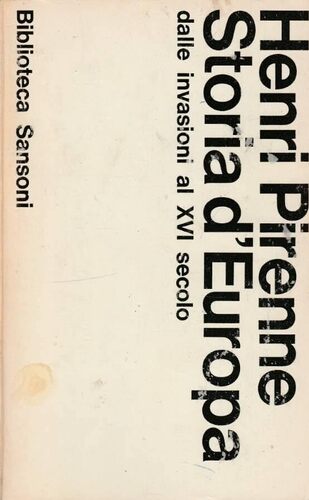 Henri Pirenne
Storia d'Europa
dalle invasioni al XVI secolo
Biblioteca Sansoni